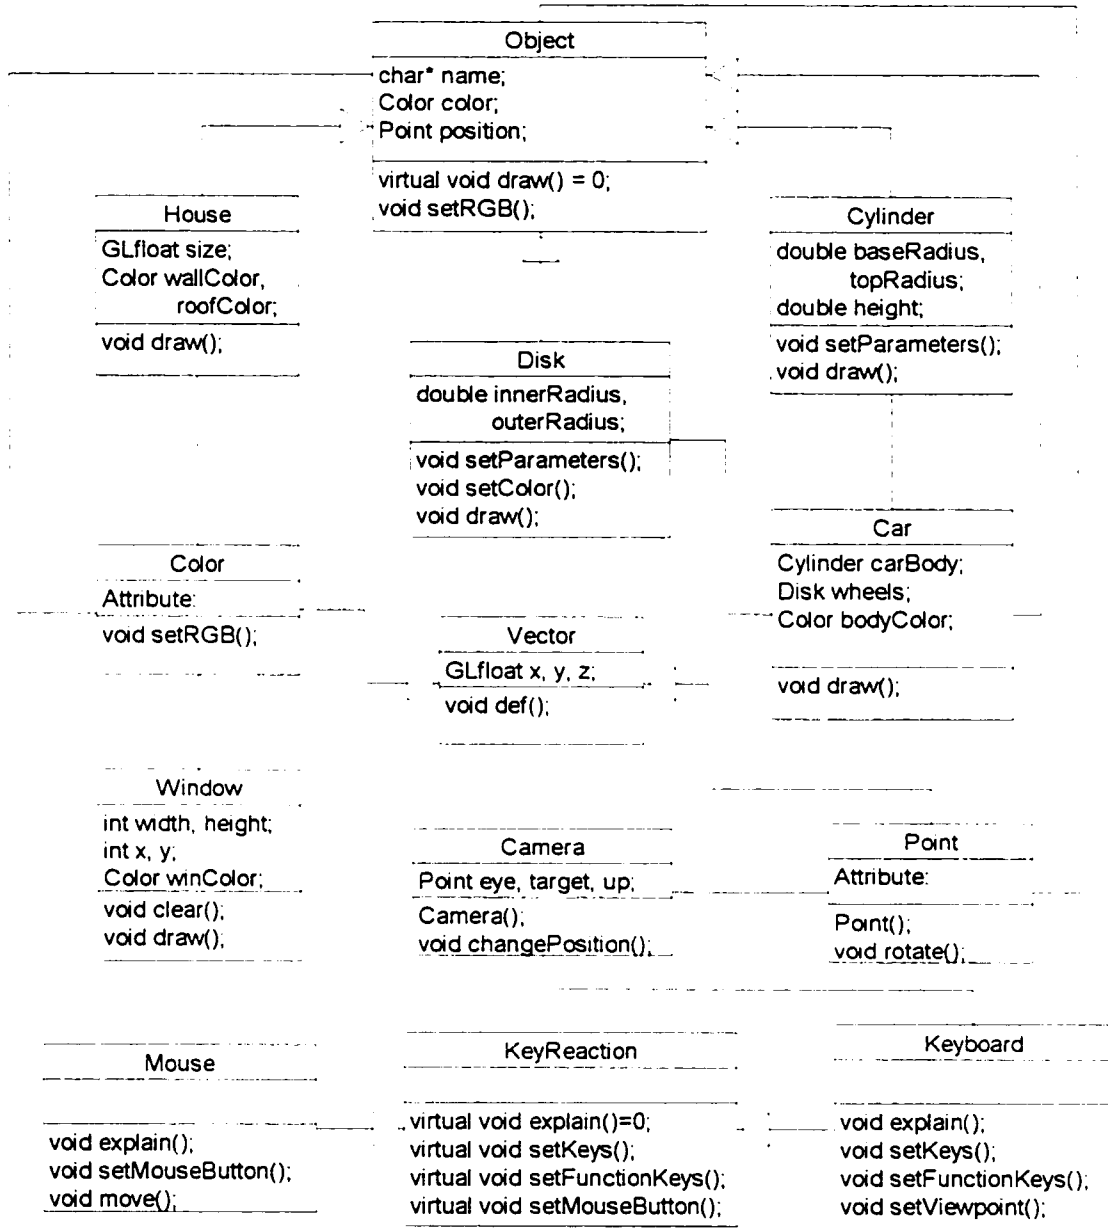 Object
char* name;
Color color;
Point position;
virtual void draw() = 0;
void setRGB();
House
GLfloat size;
Color wallColor,
roofColor;
void draw();
Cylinder
double baseRadius,
topRadius;
double height;
void setParameters();
void draw();
Disk
double innerRadius,
outerRadius;
void setParameters();
void setColor();
void draw();
Car
Cylinder carBody;
Disk wheels;
Color bodyColor;
void draw();
Color
Attribute:
void setRGB();
Vector
GLfloat x, y, z;
void def();
Window
int width, height;
int x, y;
Color winColor;
void clear();
void draw();
Camera
Point eye, target, up;
Camera();
void changePosition();
Point
Attribute:
Point();
void rotate();
Mouse
void explain();
void setMouseButton();
void move();
KeyReaction
virtual void explain()=0;
virtual void setKeys();
virtual void setFunctionKeys();
virtual void setMouseButton();
Keyboard
void explain();
void setKeys();
void setFunctionKeys();
void setViewpoint();